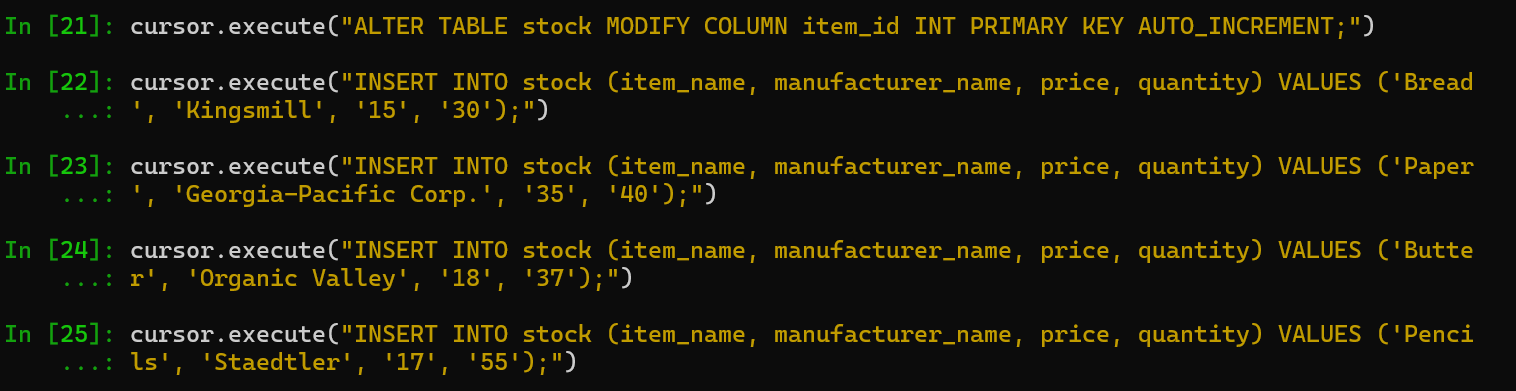 In [21]: cursor.execute("ALTER TABLE stock MODIFY COLUMN item_id INT PRIMARY KEY AUTO_INCREMENT;")
In [22]: cursor.execute("INSERT INTO stock (item_name, manufacturer_name, price, quantity) VALUES ('Bread
...: ', 'Kingsmill', '15', '30');")
In [23]: cursor.execute("INSERT INTO stock (item_name, manufacturer_name, price, quantity) VALUES ('Paper
...: ', 'Georgia-Pacific Corp.', '35', '40');")
In [24]: cursor.execute("INSERT INTO stock (item_name, manufacturer_name, price, quantity) VALUES ('Butte
...: r', 'Organic Valley', '18', '37');")
In [25]: cursor.execute("INSERT INTO stock (item_name, manufacturer_name, price, quantity) VALUES ('Penci
...: ls', 'Staedtler', '17', '55');")